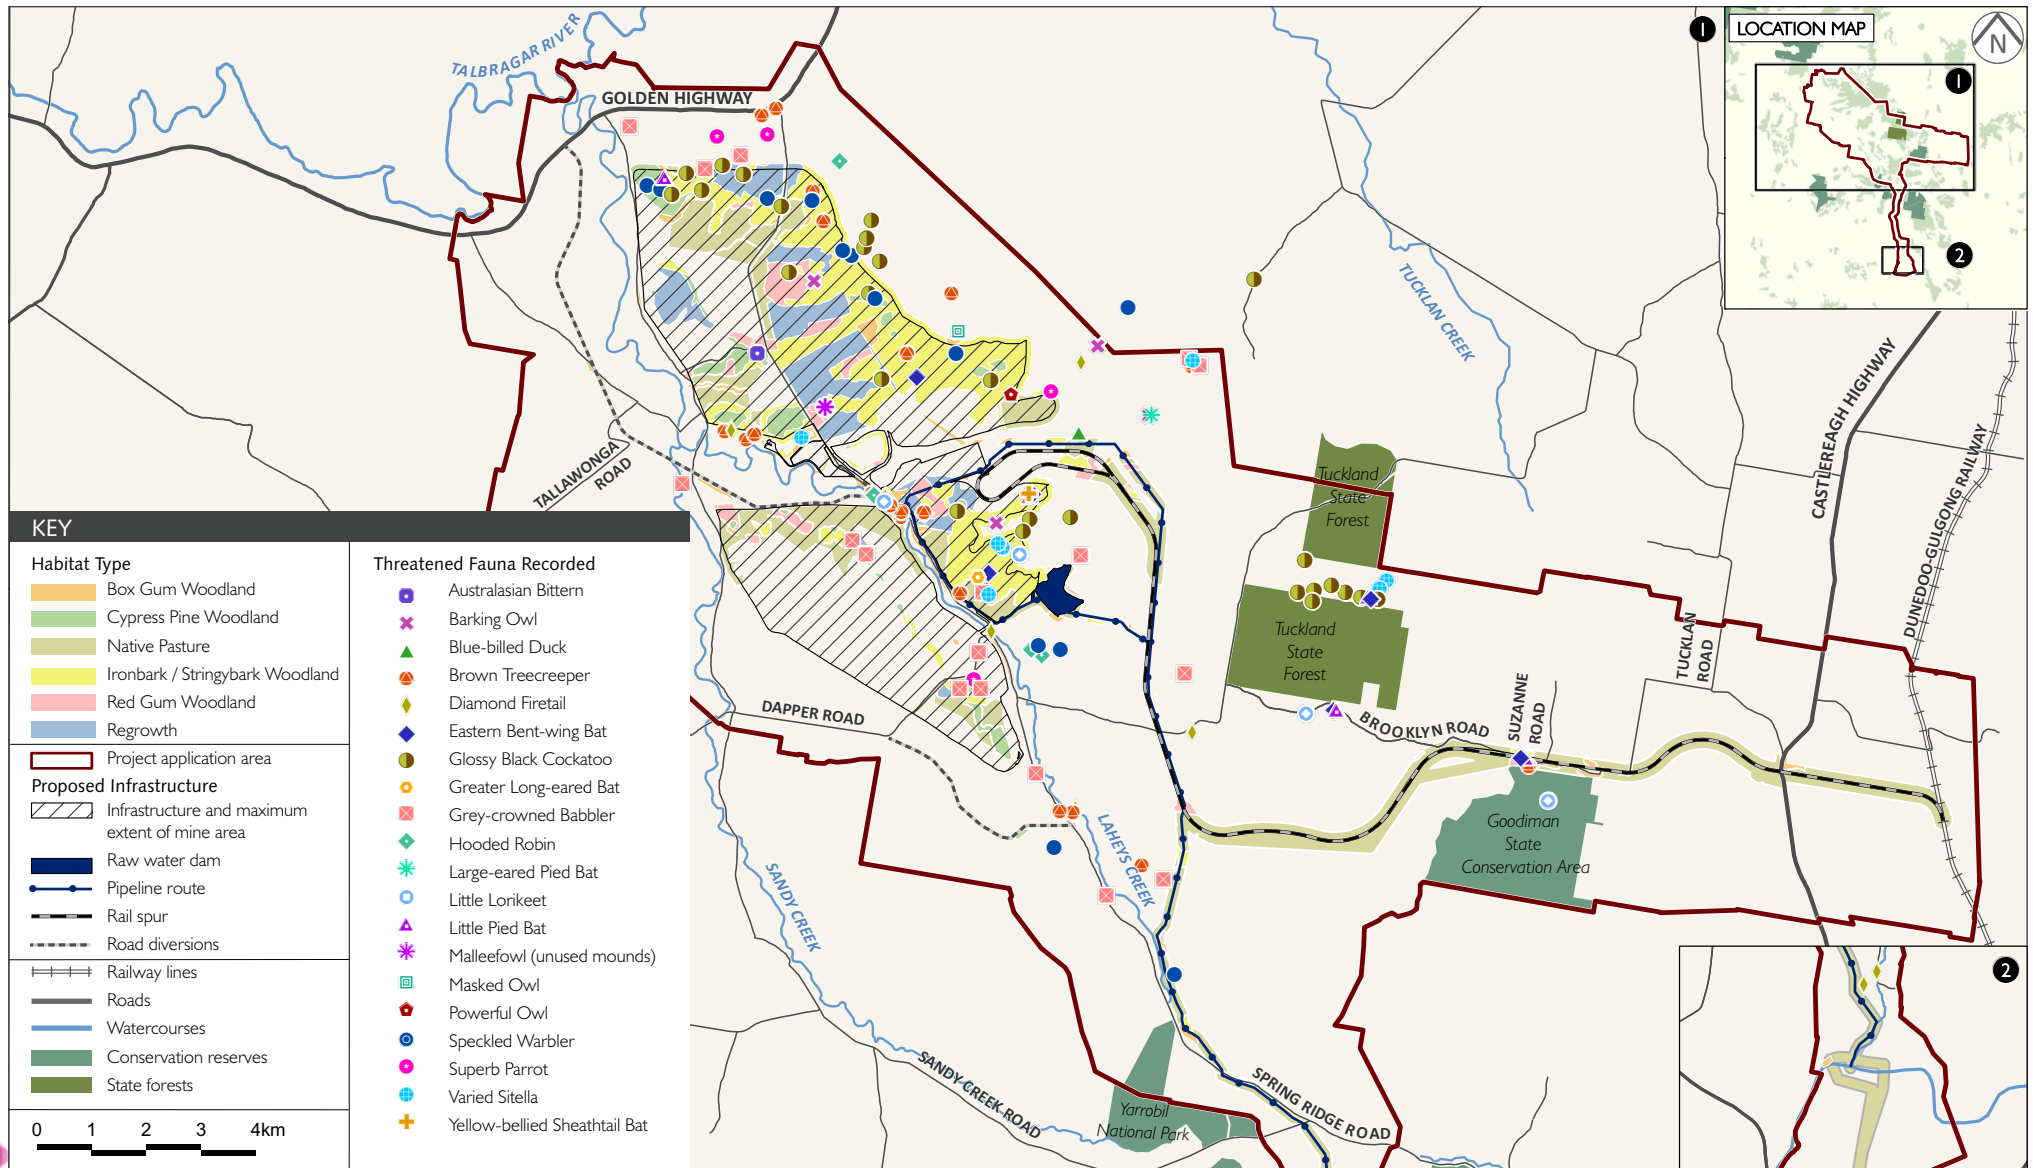 TALBRAGAR RIVER
GOLDEN HIGHWAY
1
LOCATION MAP
N
1
2
TUCKLAN CREEK
CASTLEREAGH HIGHWAY
DUNEDOO-GULGONG RAILWAY
TALLAWONGA
ROAD
Tuckland
State
Forest
Tuckland
State
Forest
TUCKLAN
ROAD
SUZANNE
ROAD
DAPPER ROAD
BROOKLYN ROAD
LAHEYS CREEK
SANDY CREEK
Goodiman
State
Conservation Area
SANDY CREEK ROAD
SPRING RIDGE ROAD
Yarrobil
National Park
2
KEY
Habitat Type
Box Gum Woodland
Cypress Pine Woodland
Native Pasture
Ironbark / Stringybark Woodland
Red Gum Woodland
Regrowth
Project application area
Proposed Infrastructure
Infrastructure and maximum
extent of mine area
Raw water dam
Pipeline route
Rail spur
Road diversions
Railway lines
Roads
Watercourses
Conservation reserves
State forests
0 1 2 3 4km
Threatened Fauna Recorded
Australasian Bittern
Barking Owl
Blue-billed Duck
Brown Treecreeper
Diamond Firetail
Eastern Bent-wing Bat
Glossy Black Cockatoo
Greater Long-eared Bat
Grey-crowned Babbler
Hooded Robin
Large-eared Pied Bat
Little Lorikeet
Little Pied Bat
Malleefowl (unused mounds)
Masked Owl
Powerful Owl
Speckled Warbler
Superb Parrot
Varied Sitella
Yellow-bellied Sheathtail Bat